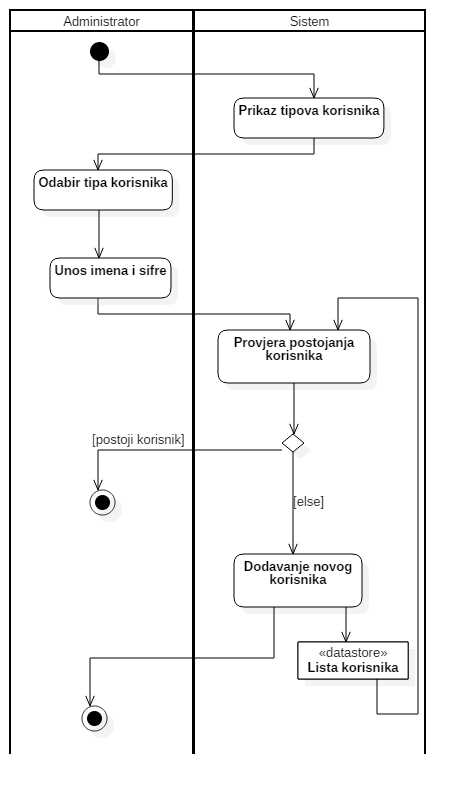 Administrator
Sistem
Prikaz tipova korisnika
Odabir tipa korisnika
Unos imena i sifre
Provjera postojanja
korisnika
[postoji korisnik]
[else]
Dodavanje novog
korisnika
«datastore»
Lista korisnika